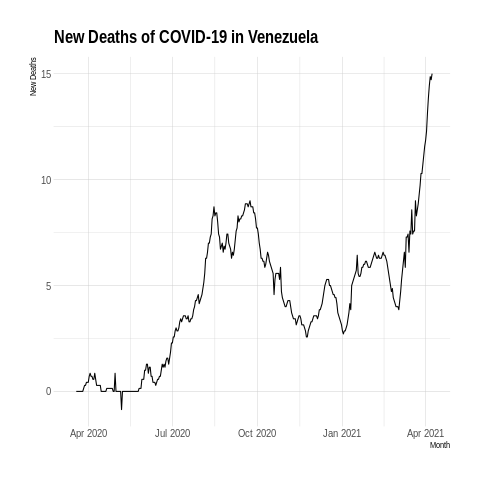 New Deaths of COVID-19 in Venezuela
New Deaths
15
10
5
0
Apr 2020 Jul 2020 Oct 2020 Jan 2021 Apr 2021
Month